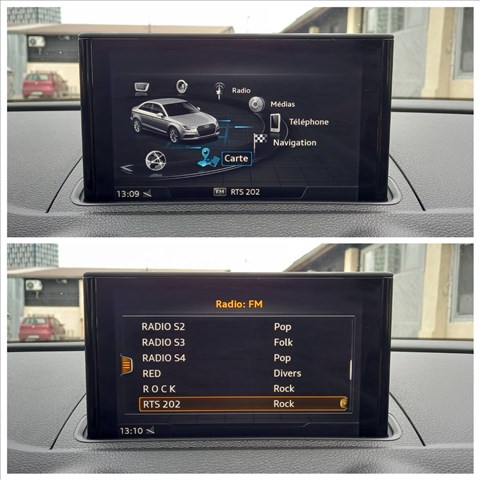 Radio
Médias
Téléphone
Navigation
Carte
13:09 FM RTS 202
Radio: FM
RADIO S2 Pop
RADIO S3 Folk
RADIO S4 Pop
RED Divers
R O C K Rock
RTS 202 Rock
13:10